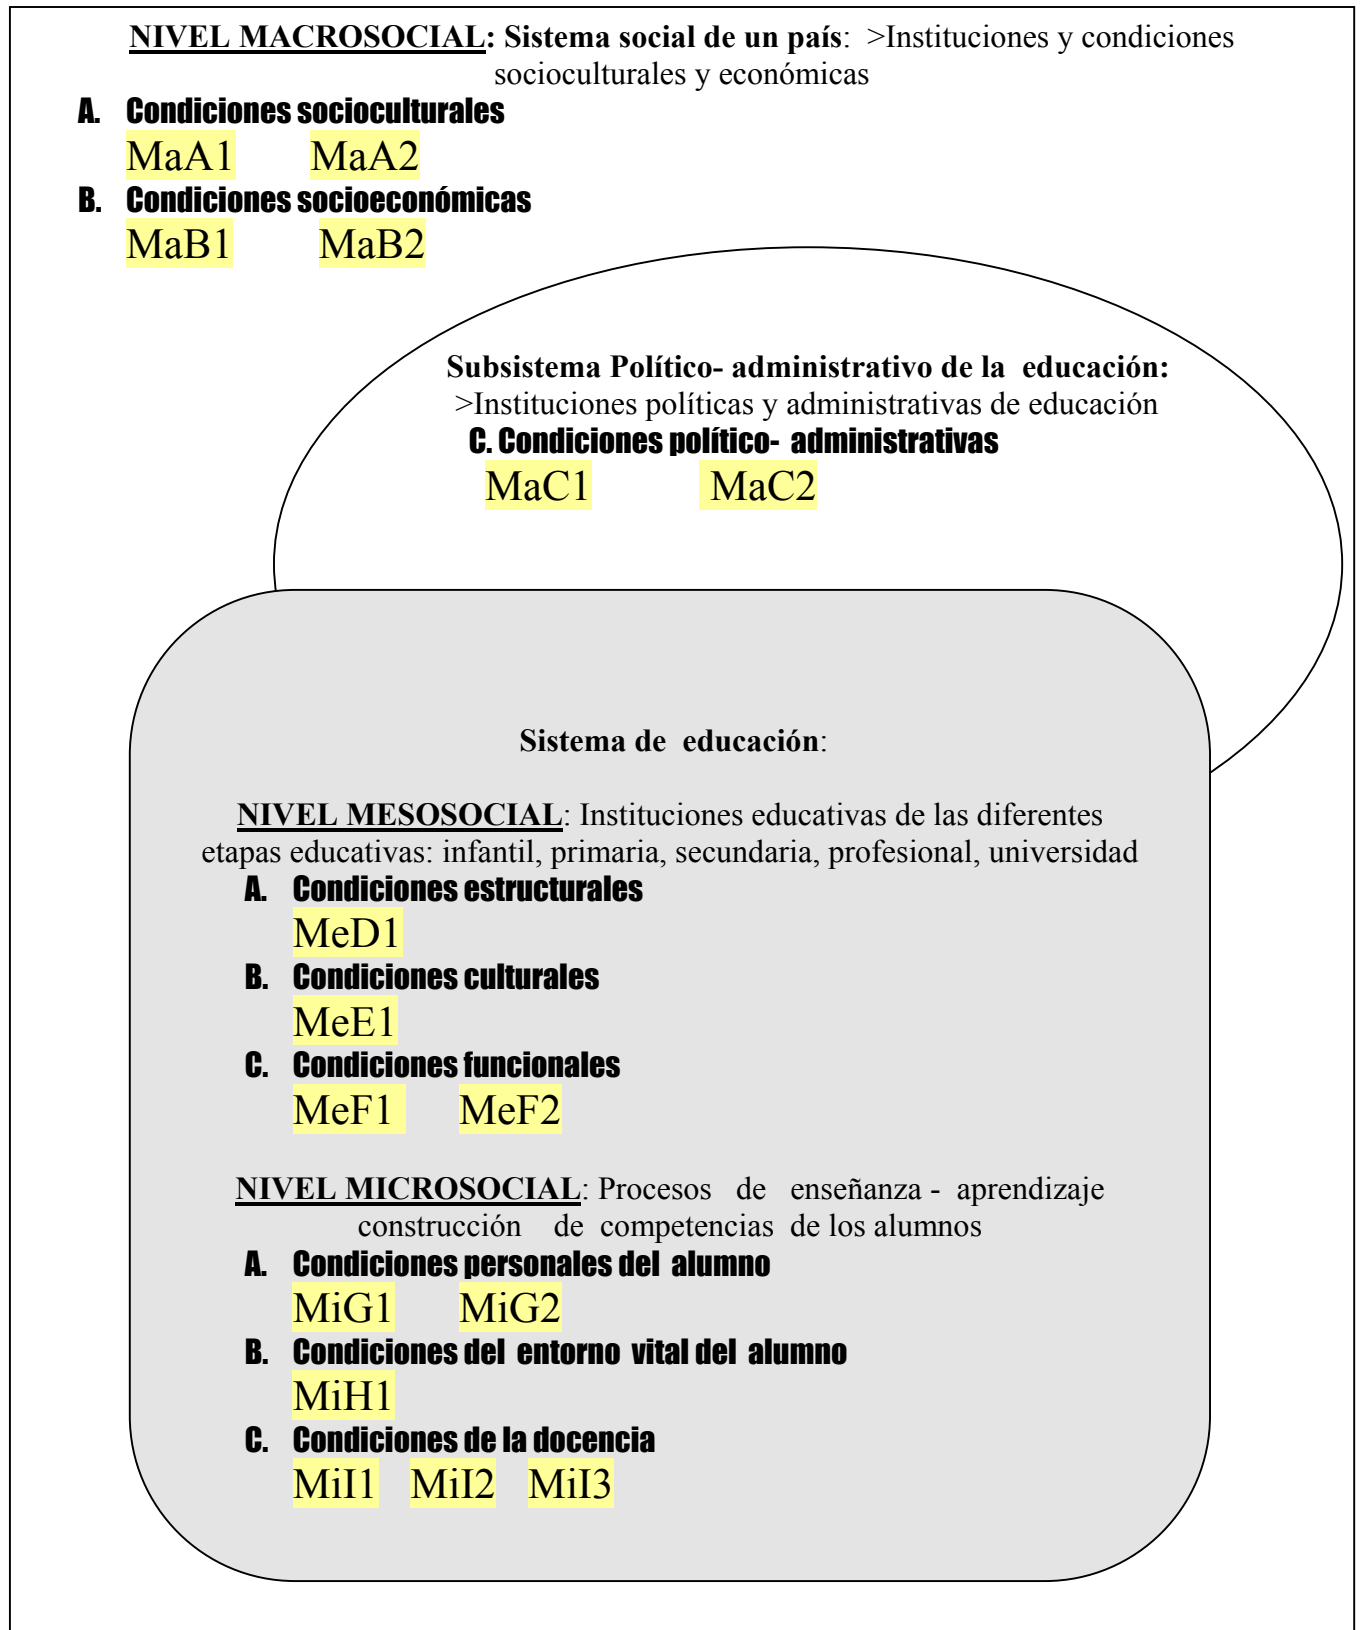 NIVEL MACROSOCIAL: Sistema social de un país: >Instituciones y condiciones
socioculturales y económicas
A. Condiciones socioculturales
MaA1 MaA2
B. Condiciones socioeconómicas
MaB1 MaB2
Subsistema Político- administrativo de la educación:
>Instituciones políticas y administrativas de educación
C. Condiciones político- administrativas
MaC1 MaC2
Sistema de educación:
NIVEL MESOSOCIAL: Instituciones educativas de las diferentes
etapas educativas: infantil, primaria, secundaria, profesional, universidad
A. Condiciones estructurales
MeD1
B. Condiciones culturales
MeE1
C. Condiciones funcionales
MeF1 MeF2
NIVEL MICROSOCIAL: Procesos de enseñanza - aprendizaje
construcción de competencias de los alumnos
A. Condiciones personales del alumno
MiG1 MiG2
B. Condiciones del entorno vital del alumno
MiH1
C. Condiciones de la docencia
MiI1 MiI2 MiI3